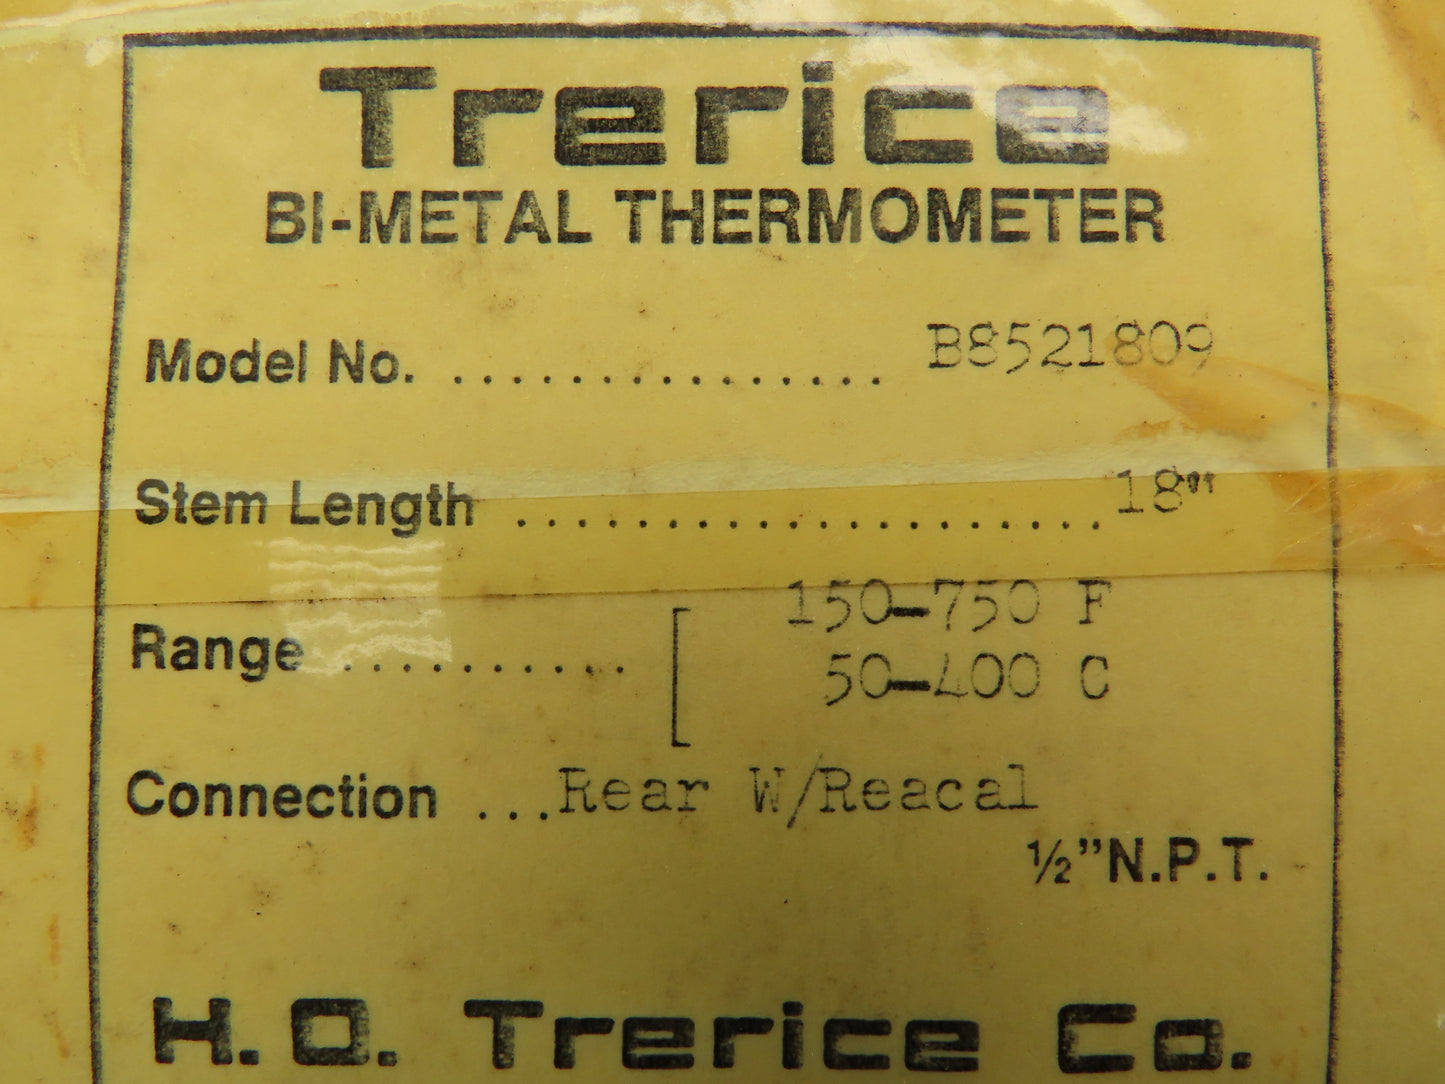 Trerice
BI-METAL THERMOMETER
Model No. ................. B8521809
Stem Length ......................... 18"
Range ............ [ 150-750 F
50-400 C
Connection ... Rear W/Reacal
½" N.P.T.
H.O. Trerice Co.